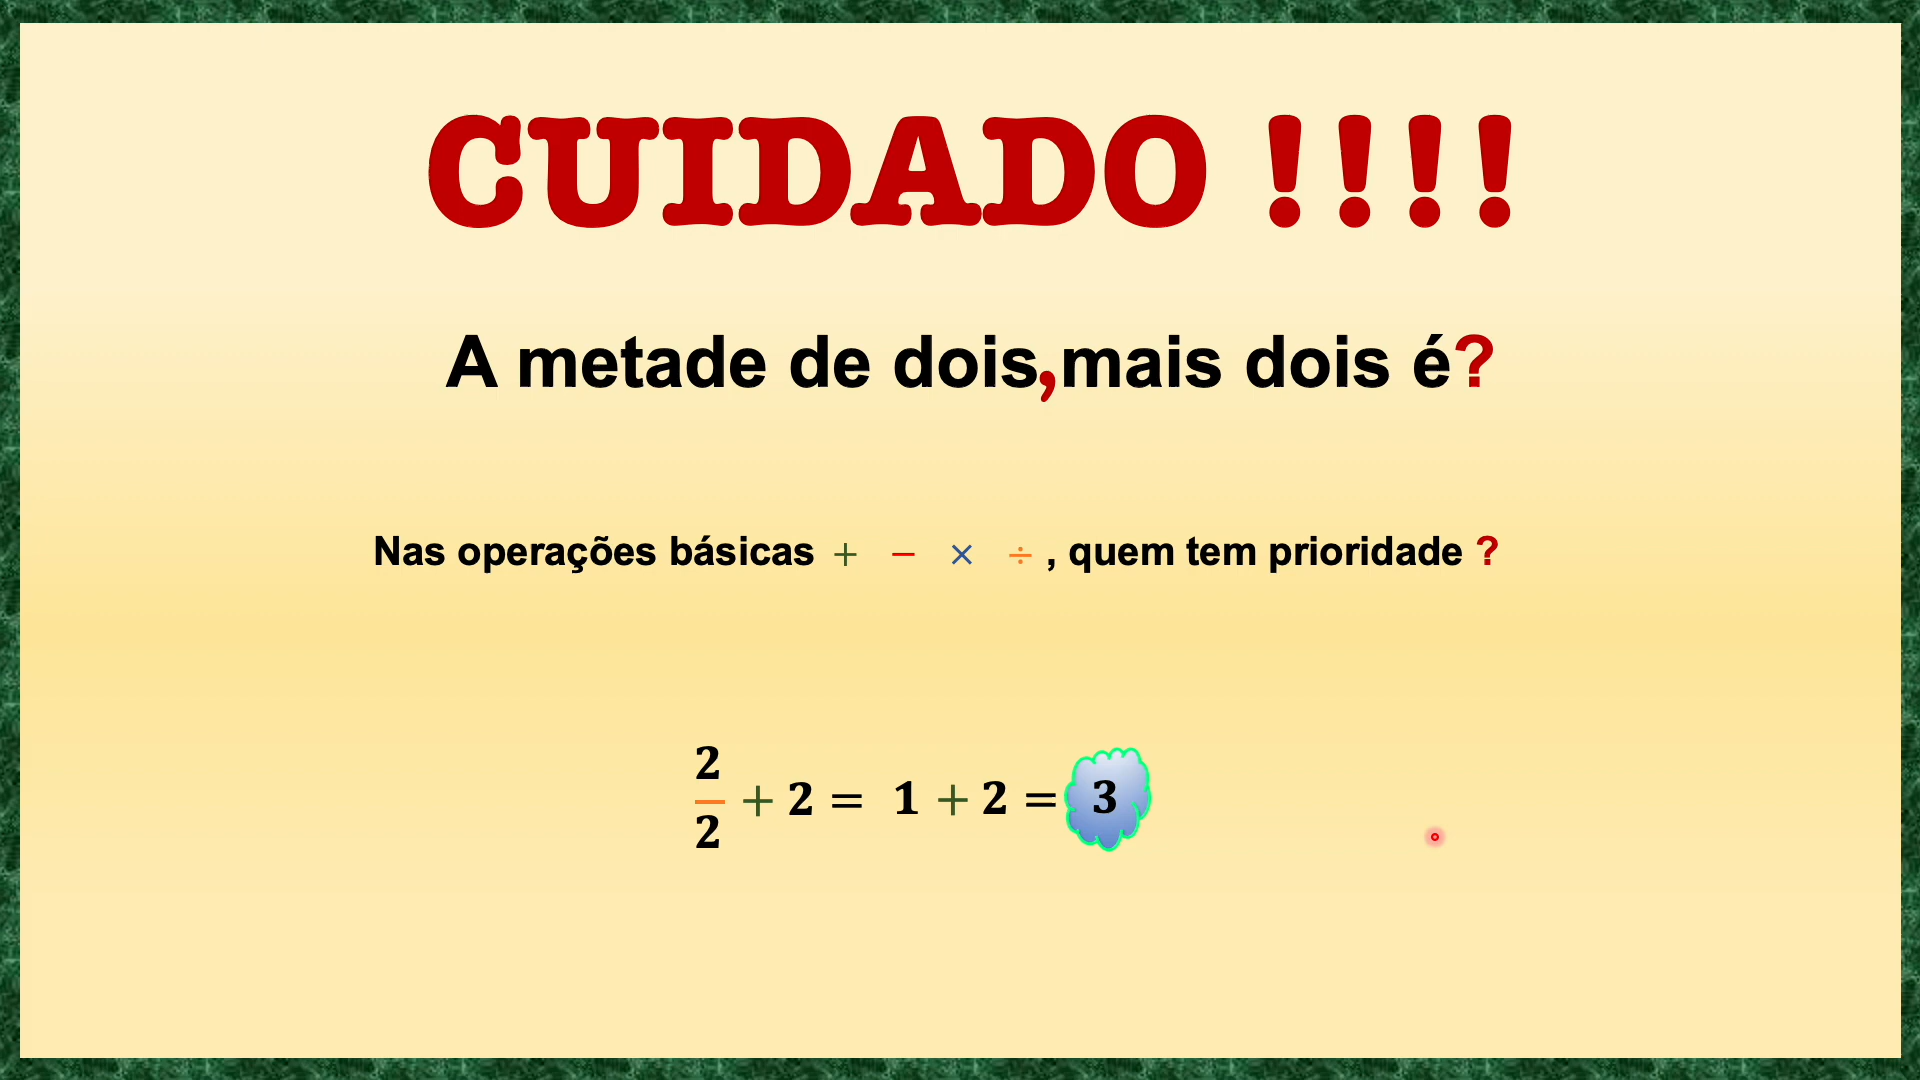 CUIDADO !!!!
A metade de dois,mais dois é?
Nas operações básicas + − × ÷ , quem tem prioridade ?
2/2 + 2 = 1 + 2 = 3